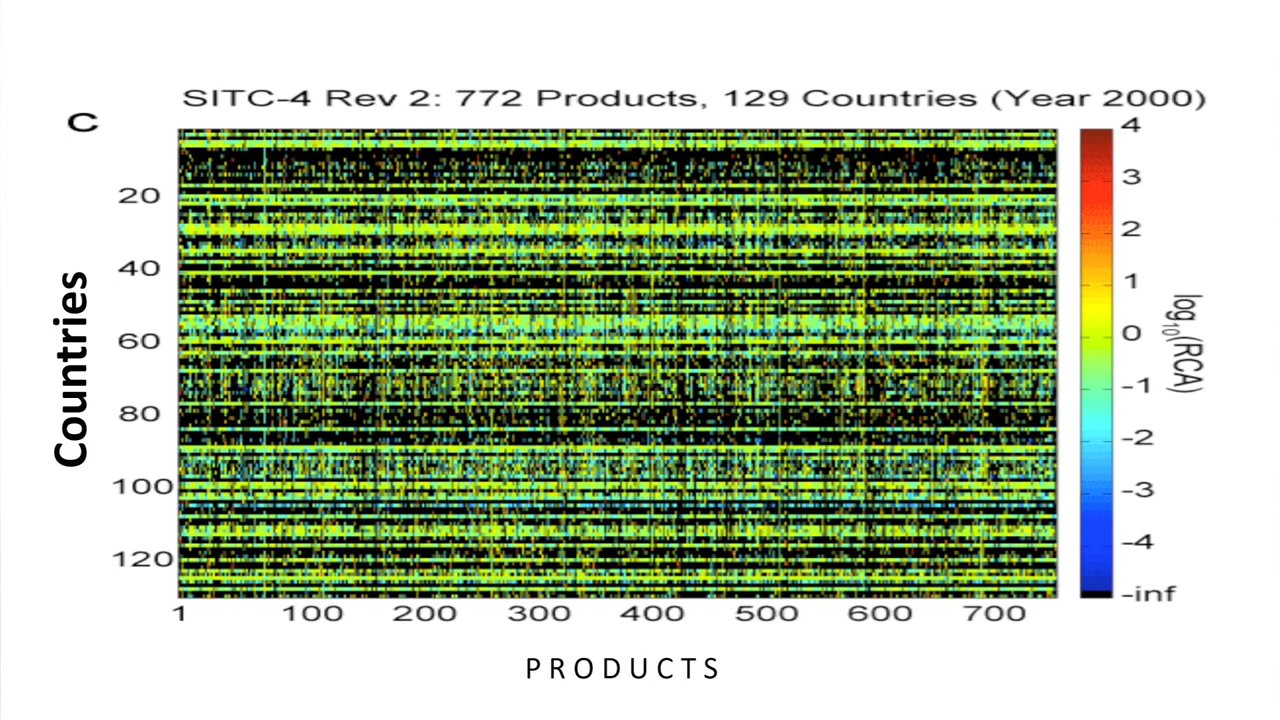 SITC-4 Rev 2: 772 Products, 129 Countries (Year 2000)
C
Countries
20
40
60
80
100
120
1 100 200 300 400 500 600 700
PRODUCTS
4
3
2
1
0
-1
-2
-3
-4
-inf
log10(RCA)